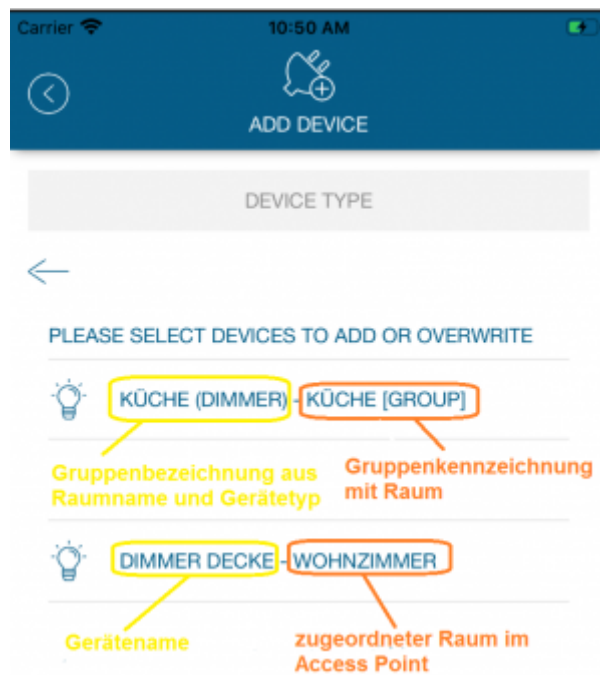 Carrier 10:50 AM
ADD DEVICE
DEVICE TYPE
PLEASE SELECT DEVICES TO ADD OR OVERWRITE
KÜCHE (DIMMER) - KÜCHE [GROUP]
Gruppenbezeichnung aus
Raumname und Gerätetyp
Gruppenkennzeichnung
mit Raum
DIMMER DECKE - WOHNZIMMER
Gerätename
zugeordneter Raum im
Access Point